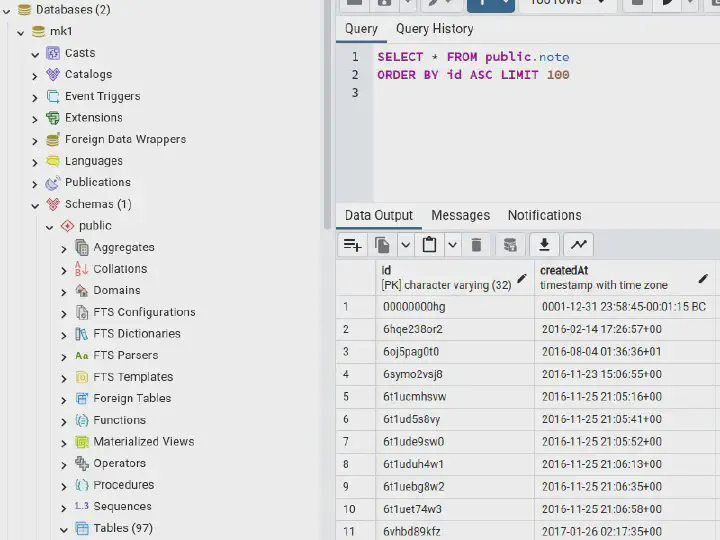 Databases (2)
mk1
Casts
Catalogs
Event Triggers
Extensions
Foreign Data Wrappers
Languages
Publications
Schemas (1)
public
Aggregates
Collations
Domains
FTS Configurations
FTS Dictionaries
FTS Parsers
FTS Templates
Foreign Tables
Functions
Materialized Views
Operators
Procedures
1..3 Sequences
Tables (97)
Query Query History
1 SELECT * FROM public.note
2 ORDER BY id ASC LIMIT 100
3
Data Output Messages Notifications
id createdAt
[PK] character varying (32) timestamp with time zone
1 00000000hg 0001-12-31 23:58:45-00:01:15 BC
2 6hqe238or2 2016-02-14 17:26:57+00
3 6oj5pag0t0 2016-08-04 01:36:36+01
4 6symo2vsj8 2016-11-23 15:06:55+00
5 6t1ucmhsvw 2016-11-25 21:05:16+00
6 6t1ud5s8vy 2016-11-25 21:05:41+00
7 6t1ude9sw0 2016-11-25 21:05:52+00
8 6t1uduh4w1 2016-11-25 21:06:13+00
9 6t1uebg8w2 2016-11-25 21:06:35+00
10 6t1uet74w3 2016-11-25 21:06:58+00
11 6vhbd89kfz 2017-01-26 02:17:35+00